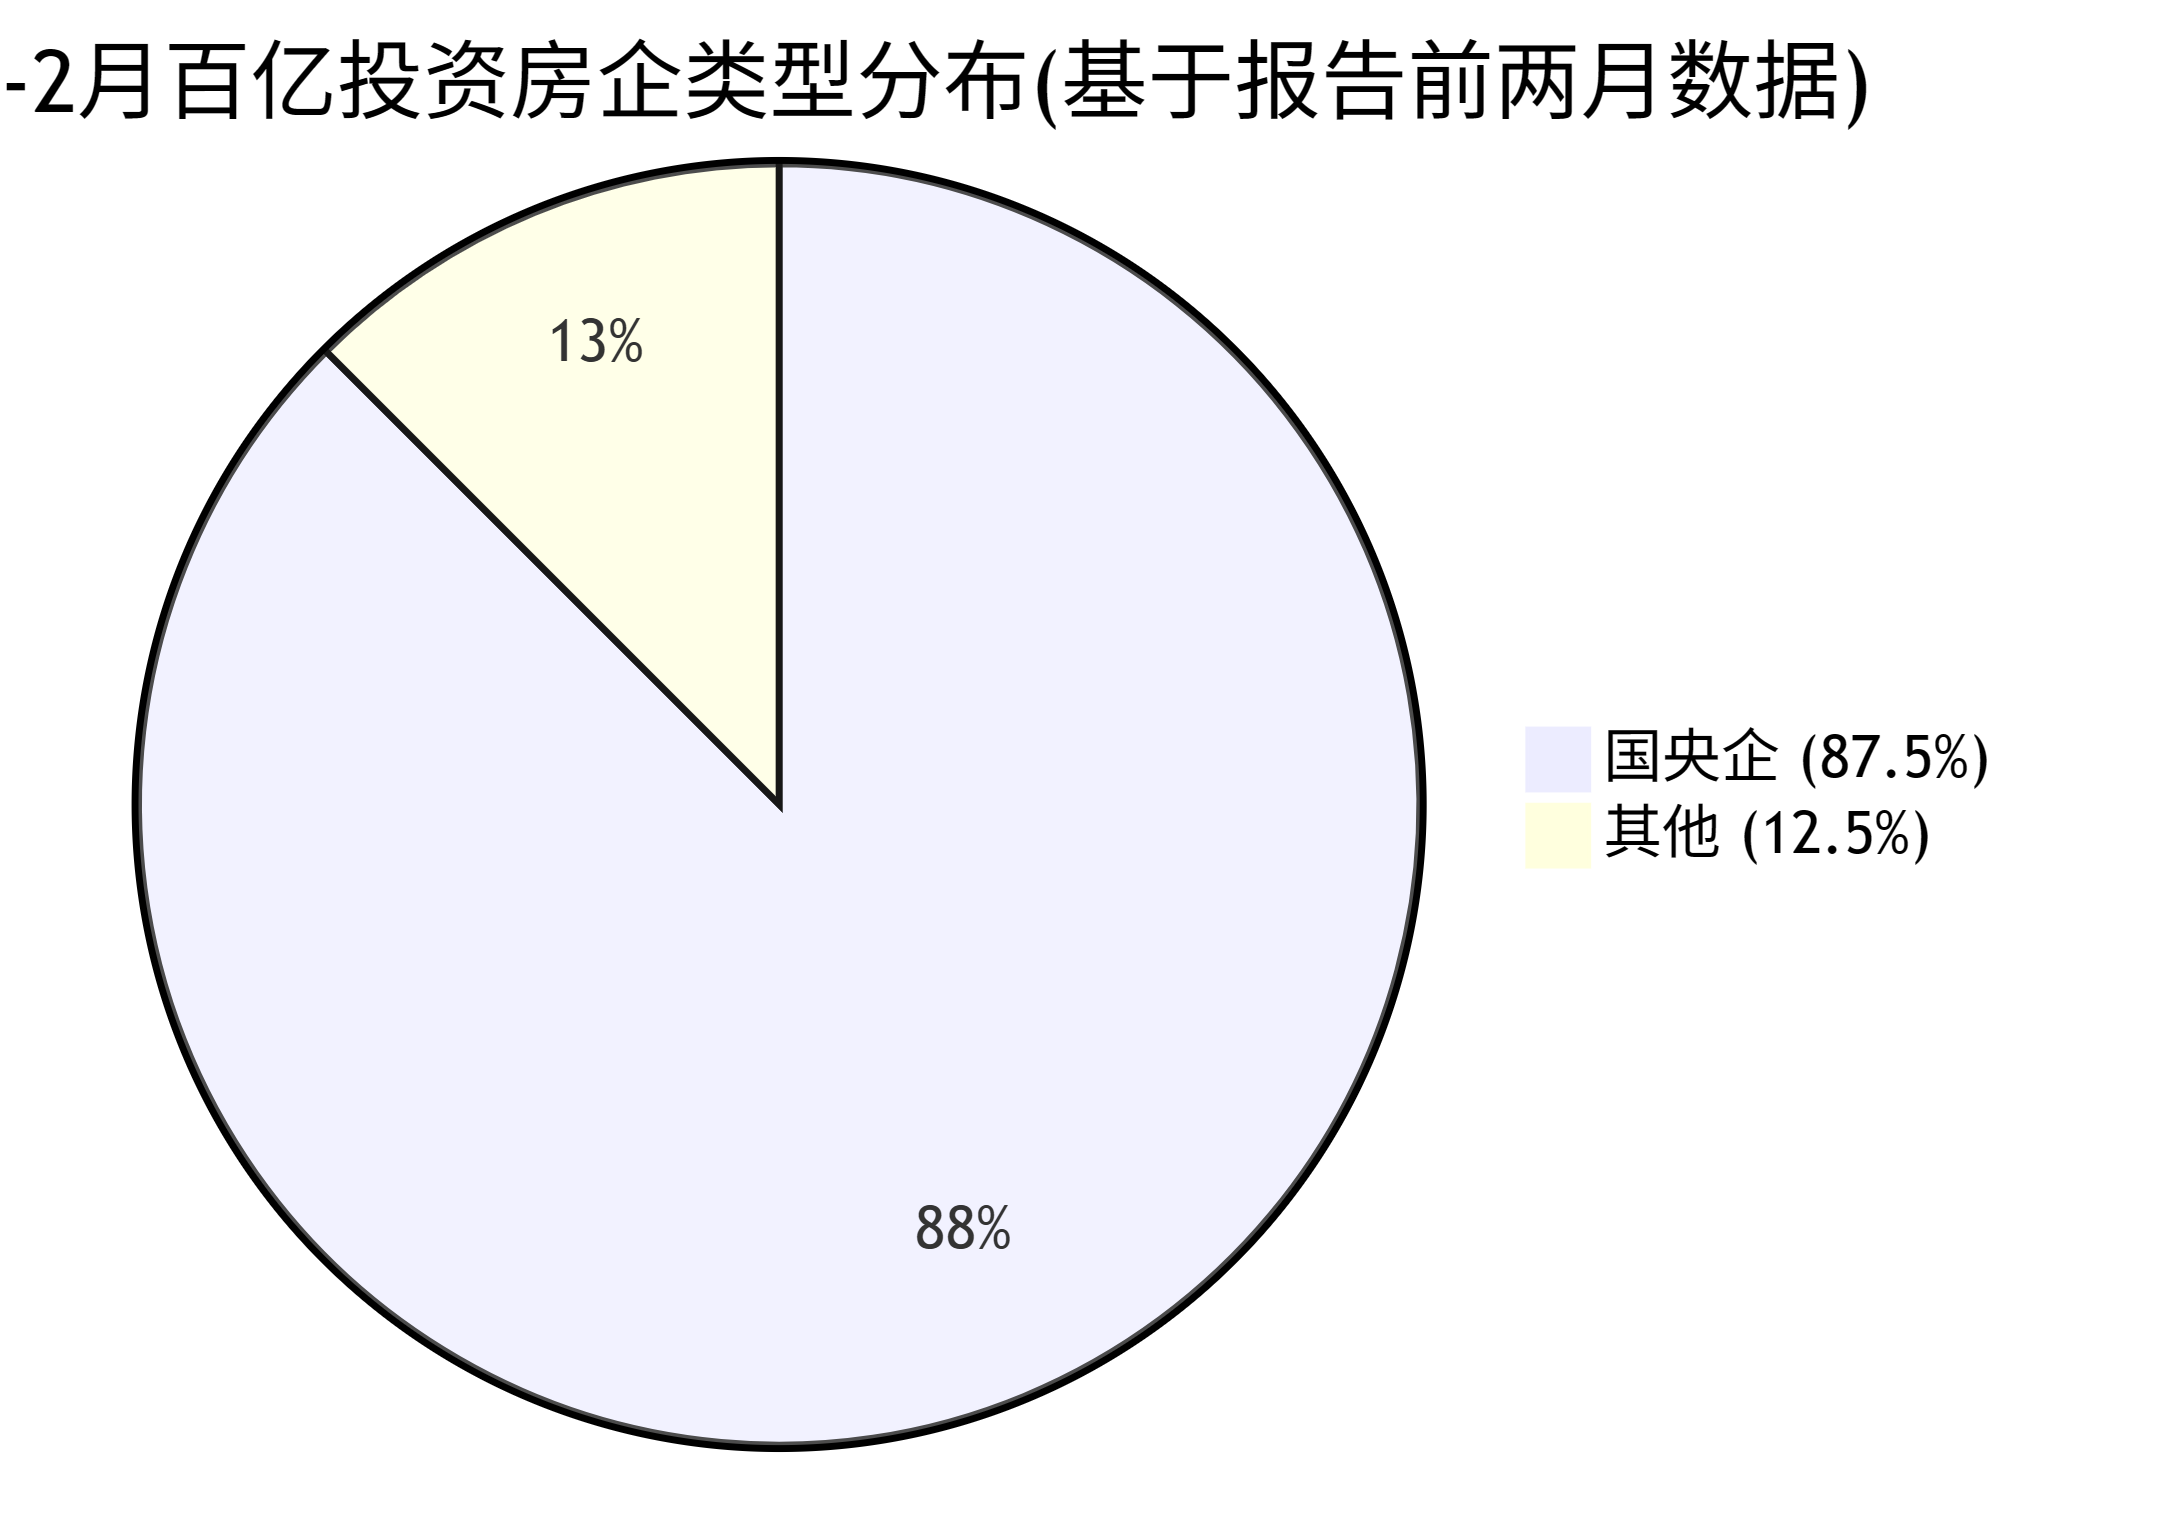 -2月百亿投资房企类型分布(基于报告前两月数据)
13%
88%
国央企 (87.5%)
其他 (12.5%)